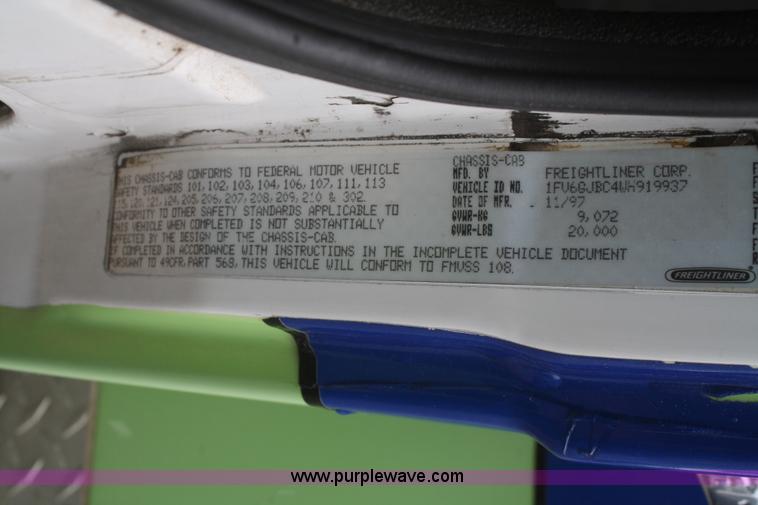 THIS CHASSIS-CAB CONFORMS TO FEDERAL MOTOR VEHICLE
SAFETY STANDARDS 101, 102, 103, 104, 106, 107, 111, 113
115, 120, 121, 124, 205, 206, 207, 208, 209, 210 & 302.
CONFORMITY TO OTHER SAFETY STANDARDS APPLICABLE TO
THIS VEHICLE WHEN COMPLETED IS NOT SUBSTANTIALLY
AFFECTED BY THE DESIGN OF THE CHASSIS-CAB.
IF COMPLETED IN ACCORDANCE WITH INSTRUCTIONS IN THE INCOMPLETE VEHICLE DOCUMENT
PURSUANT TO 49CFR, PART 568, THIS VEHICLE WILL CONFORM TO FMVSS 108.
CHASSIS-CAB
MFD. BY FREIGHTLINER CORP.
VEHICLE ID NO. 1FV6GJBC4WH919937
DATE OF MFR. 11/97
GVWR-KG 9,072
GVWR-LBS 20,000
FREIGHTLINER
www.purplewave.com